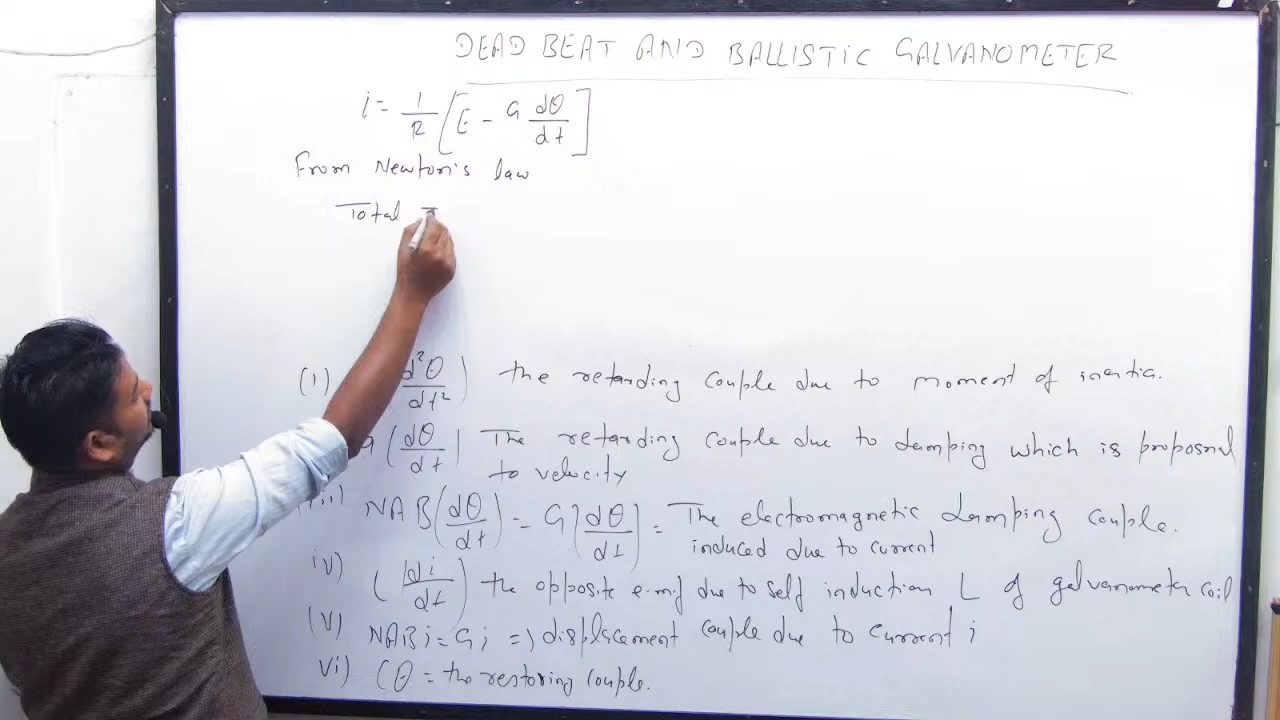 DEAD BEAT AND BALLISTIC GALVANOMETER
i = 1/R [E - G dθ/dt]
From Newton's law
Total
(i) d²θ/dt² ) the retarding couple due to moment of inertia.
a (dθ/dt) The retarding couple due to damping which is proposnal
to velocity
iii) NAB(dθ/dt) = G(dθ/dt) = The electromagnetic damping couple.
induced due to current
iv) L (di/dt) the opposite e.m.f due to self induction L of galvanometer coil
(v) NABi = Gi => displacement couple due to current i
vi) Cθ = the restoring couple.